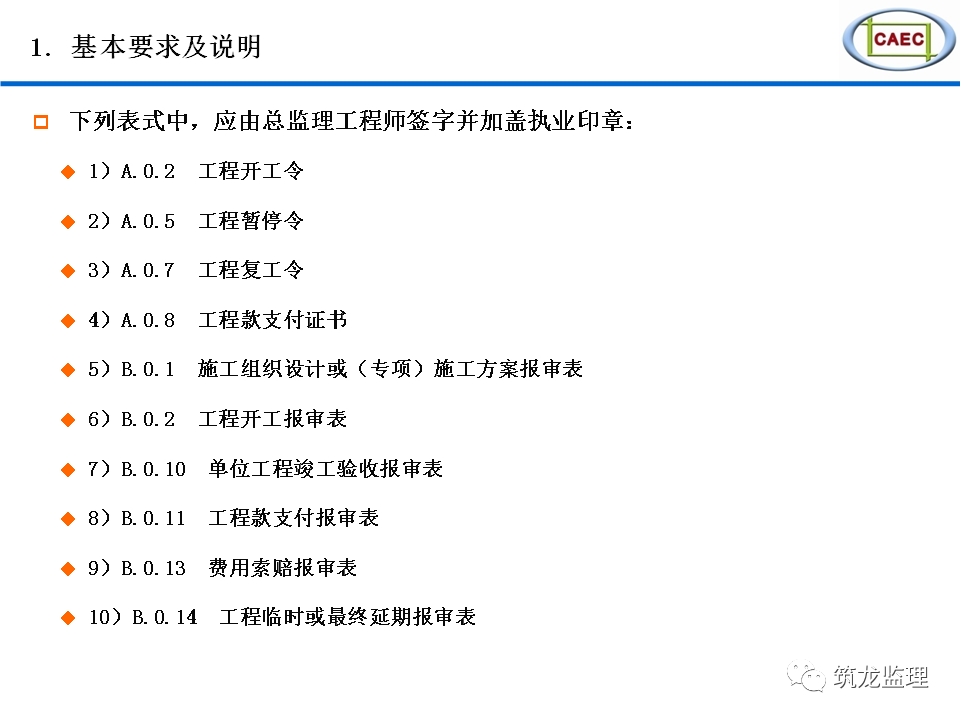 1. 基本要求及说明
CAEC
下列表式中，应由总监理工程师签字并加盖执业印章：
1）A.0.2 工程开工令
2）A.0.5 工程暂停令
3）A.0.7 工程复工令
4）A.0.8 工程款支付证书
5）B.0.1 施工组织设计或（专项）施工方案报审表
6）B.0.2 工程开工报审表
7）B.0.10 单位工程竣工验收报审表
8）B.0.11 工程款支付报审表
9）B.0.13 费用索赔报审表
10）B.0.14 工程临时或最终延期报审表
筑龙监理